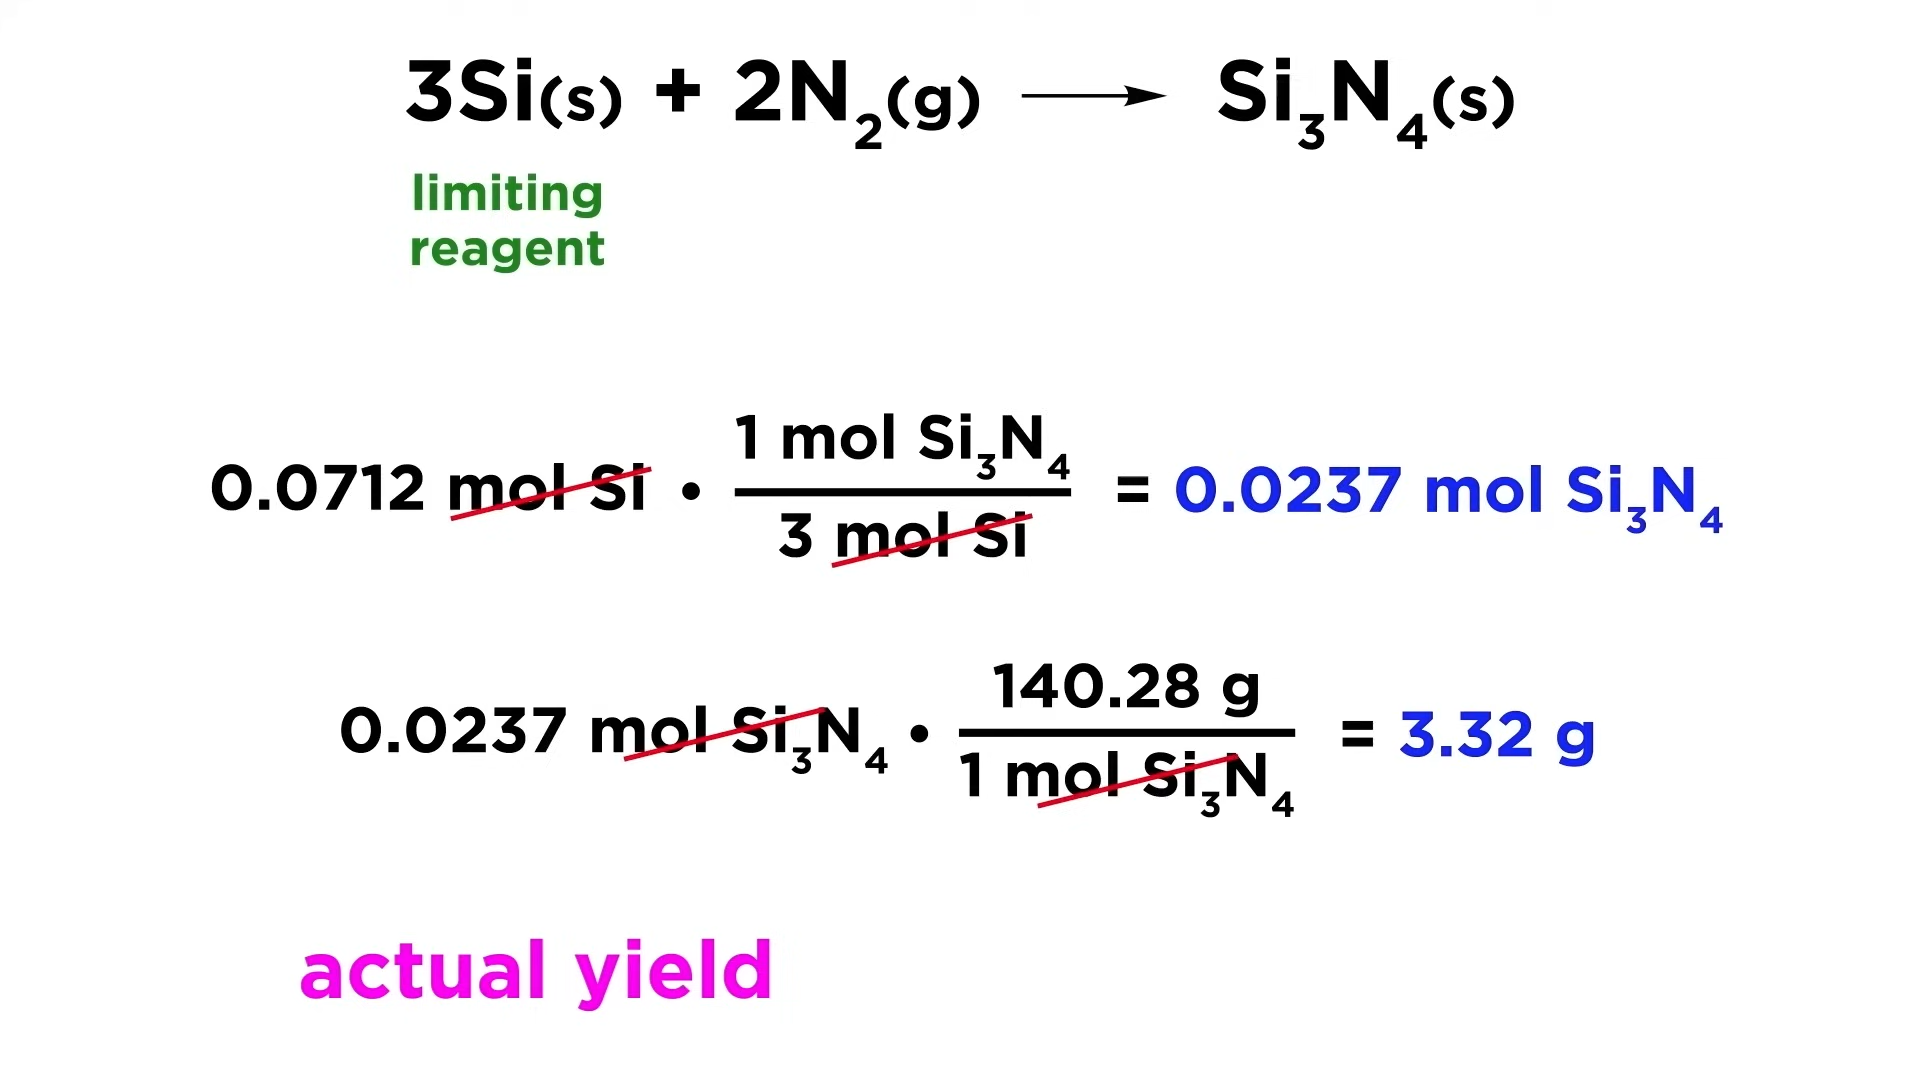 3Si(s) + 2N₂(g) ⟶ Si₃N₄(s)
limiting
reagent
0.0712 mol Si • 1 mol Si₃N₄ / 3 mol Si = 0.0237 mol Si₃N₄
0.0237 mol Si₃N₄ • 140.28 g / 1 mol Si₃N₄ = 3.32 g
actual yield